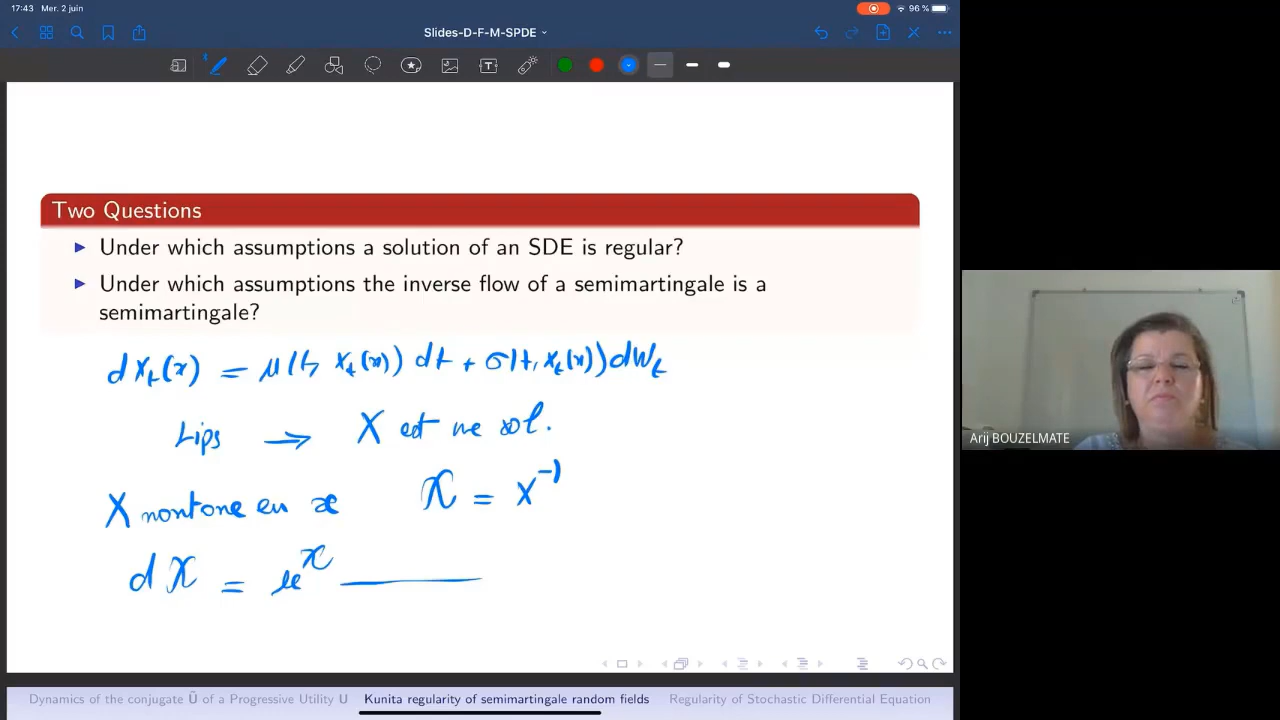 17:43 Mer. 2 juin
96 %
Slides-D-F-M-SPDE
Two Questions
Under which assumptions a solution of an SDE is regular?
Under which assumptions the inverse flow of a semimartingale is a
semimartingale?
dX_t(x) = μ(t, X_t(x)) dt + σ(t, X_t(x)) dW_t
Lips → X est une sol.
X montone en x 𝒳 = X^{-1}
d𝒳 = μ^𝒳
Arij BOUZELMATE
Dynamics of the conjugate Ũ of a Progressive Utility U Kunita regularity of semimartingale random fields Regularity of Stochastic Differential Equation